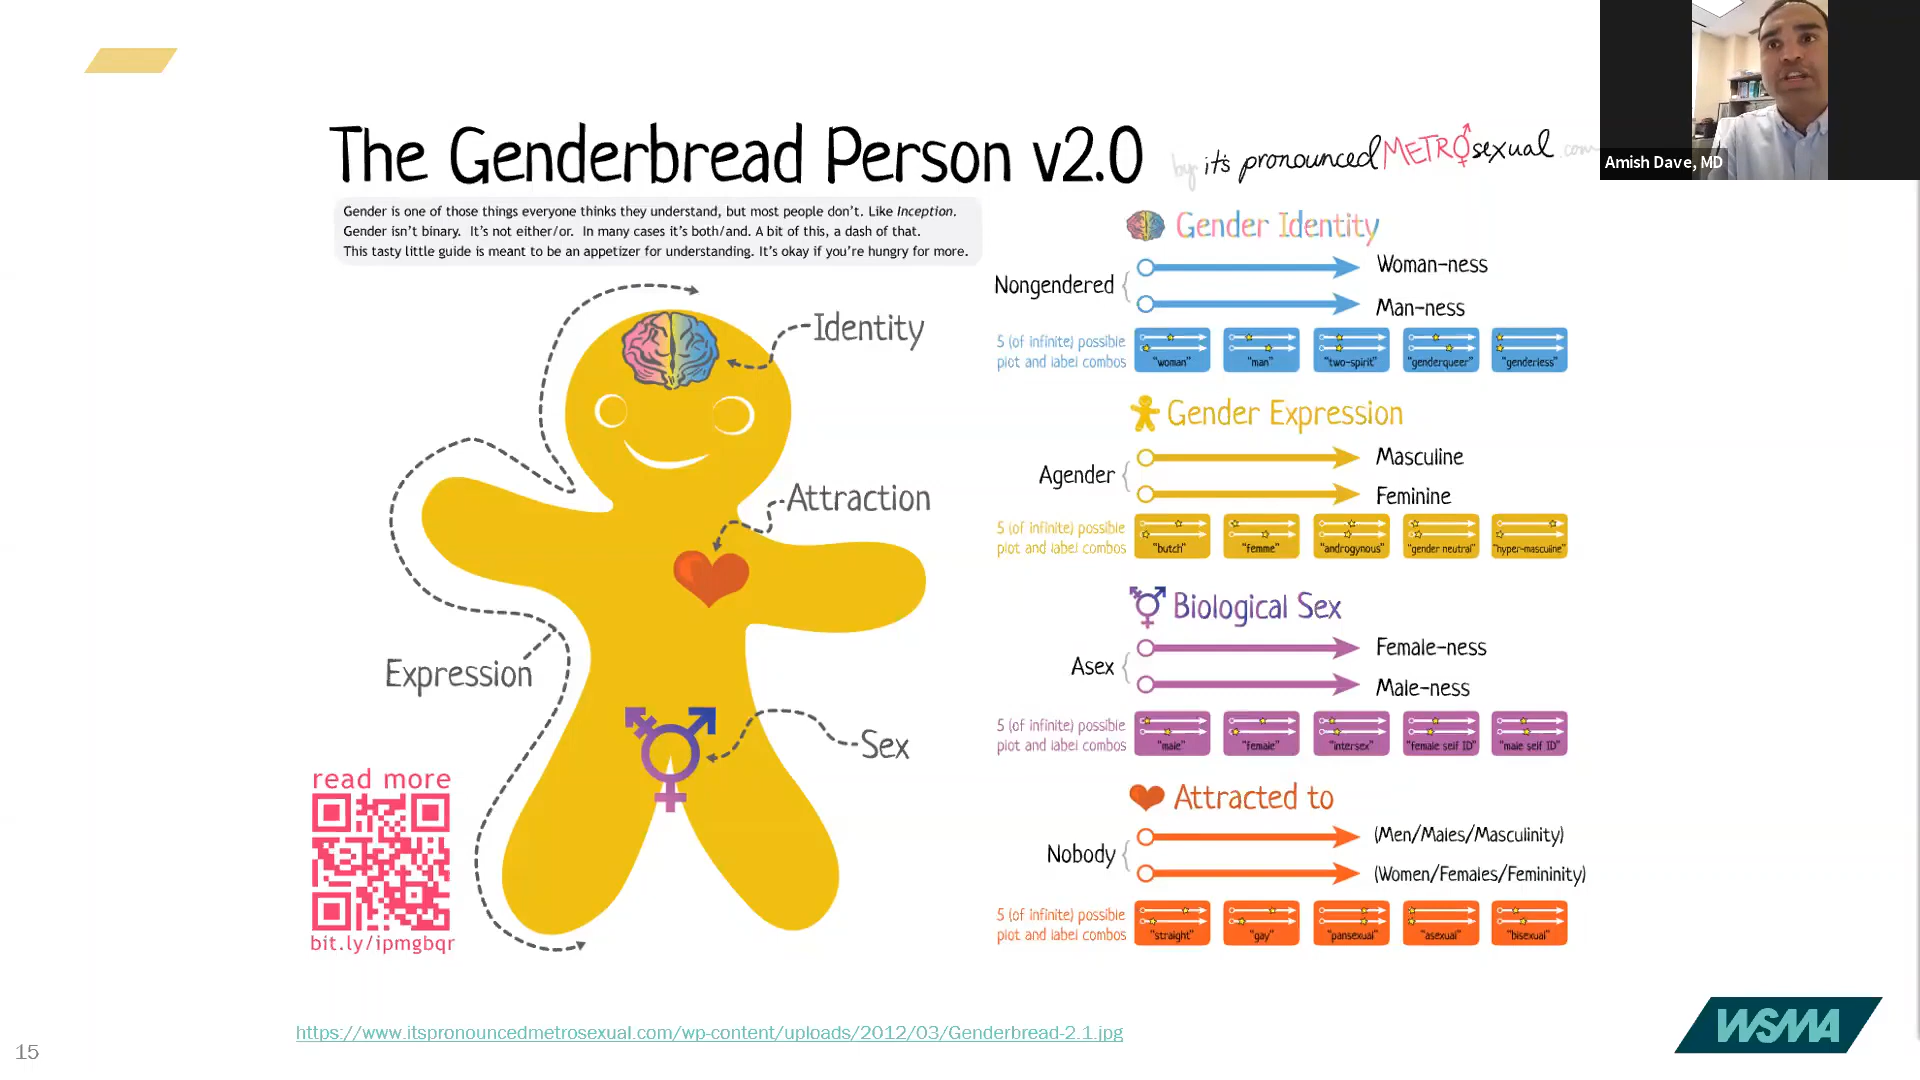 The Genderbread Person v2.0
by it's pronounced METROsexual .com
Amish Dave, MD
Gender is one of those things everyone thinks they understand, but most people don't. Like Inception.
Gender isn't binary. It's not either/or. In many cases it's both/and. A bit of this, a dash of that.
This tasty little guide is meant to be an appetizer for understanding. It's okay if you're hungry for more.
Identity
Attraction
Expression
Sex
read more
bit.ly/ipmgbqr
Gender Identity
Nongendered
Woman-ness
Man-ness
5 (of infinite) possible
plot and label combos
"woman" "man" "two-spirit" "genderqueer" "genderless"
Gender Expression
Agender
Masculine
Feminine
5 (of infinite) possible
plot and label combos
"butch" "femme" "androgynous" "gender neutral" "hyper-masculine"
Biological Sex
Asex
Female-ness
Male-ness
5 (of infinite) possible
plot and label combos
"male" "female" "intersex" "female self ID" "male self ID"
Attracted to
Nobody
(Men/Males/Masculinity)
(Women/Females/Femininity)
5 (of infinite) possible
plot and label combos
"straight" "gay" "pansexual" "asexual" "bisexual"
https://www.itspronouncedmetrosexual.com/wp-content/uploads/2012/03/Genderbread-2.1.jpg
15
WSMA